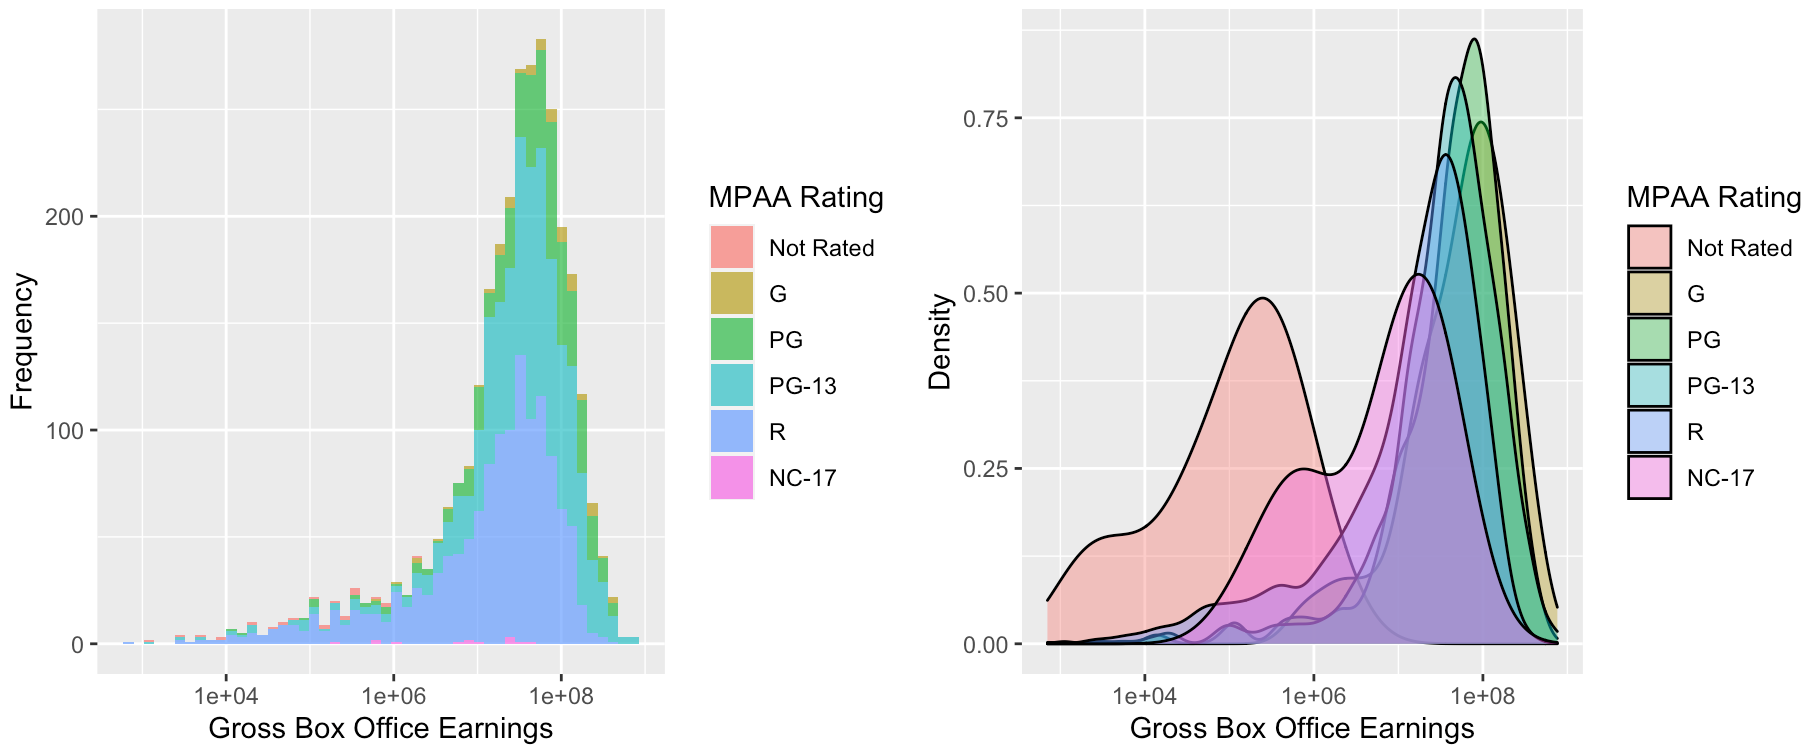 Frequency
200
100
0
1e+04
1e+06
1e+08
Gross Box Office Earnings
MPAA Rating
Not Rated
G
PG
PG-13
R
NC-17
Density
0.75
0.50
0.25
0.00
1e+04
1e+06
1e+08
Gross Box Office Earnings
MPAA Rating
Not Rated
G
PG
PG-13
R
NC-17